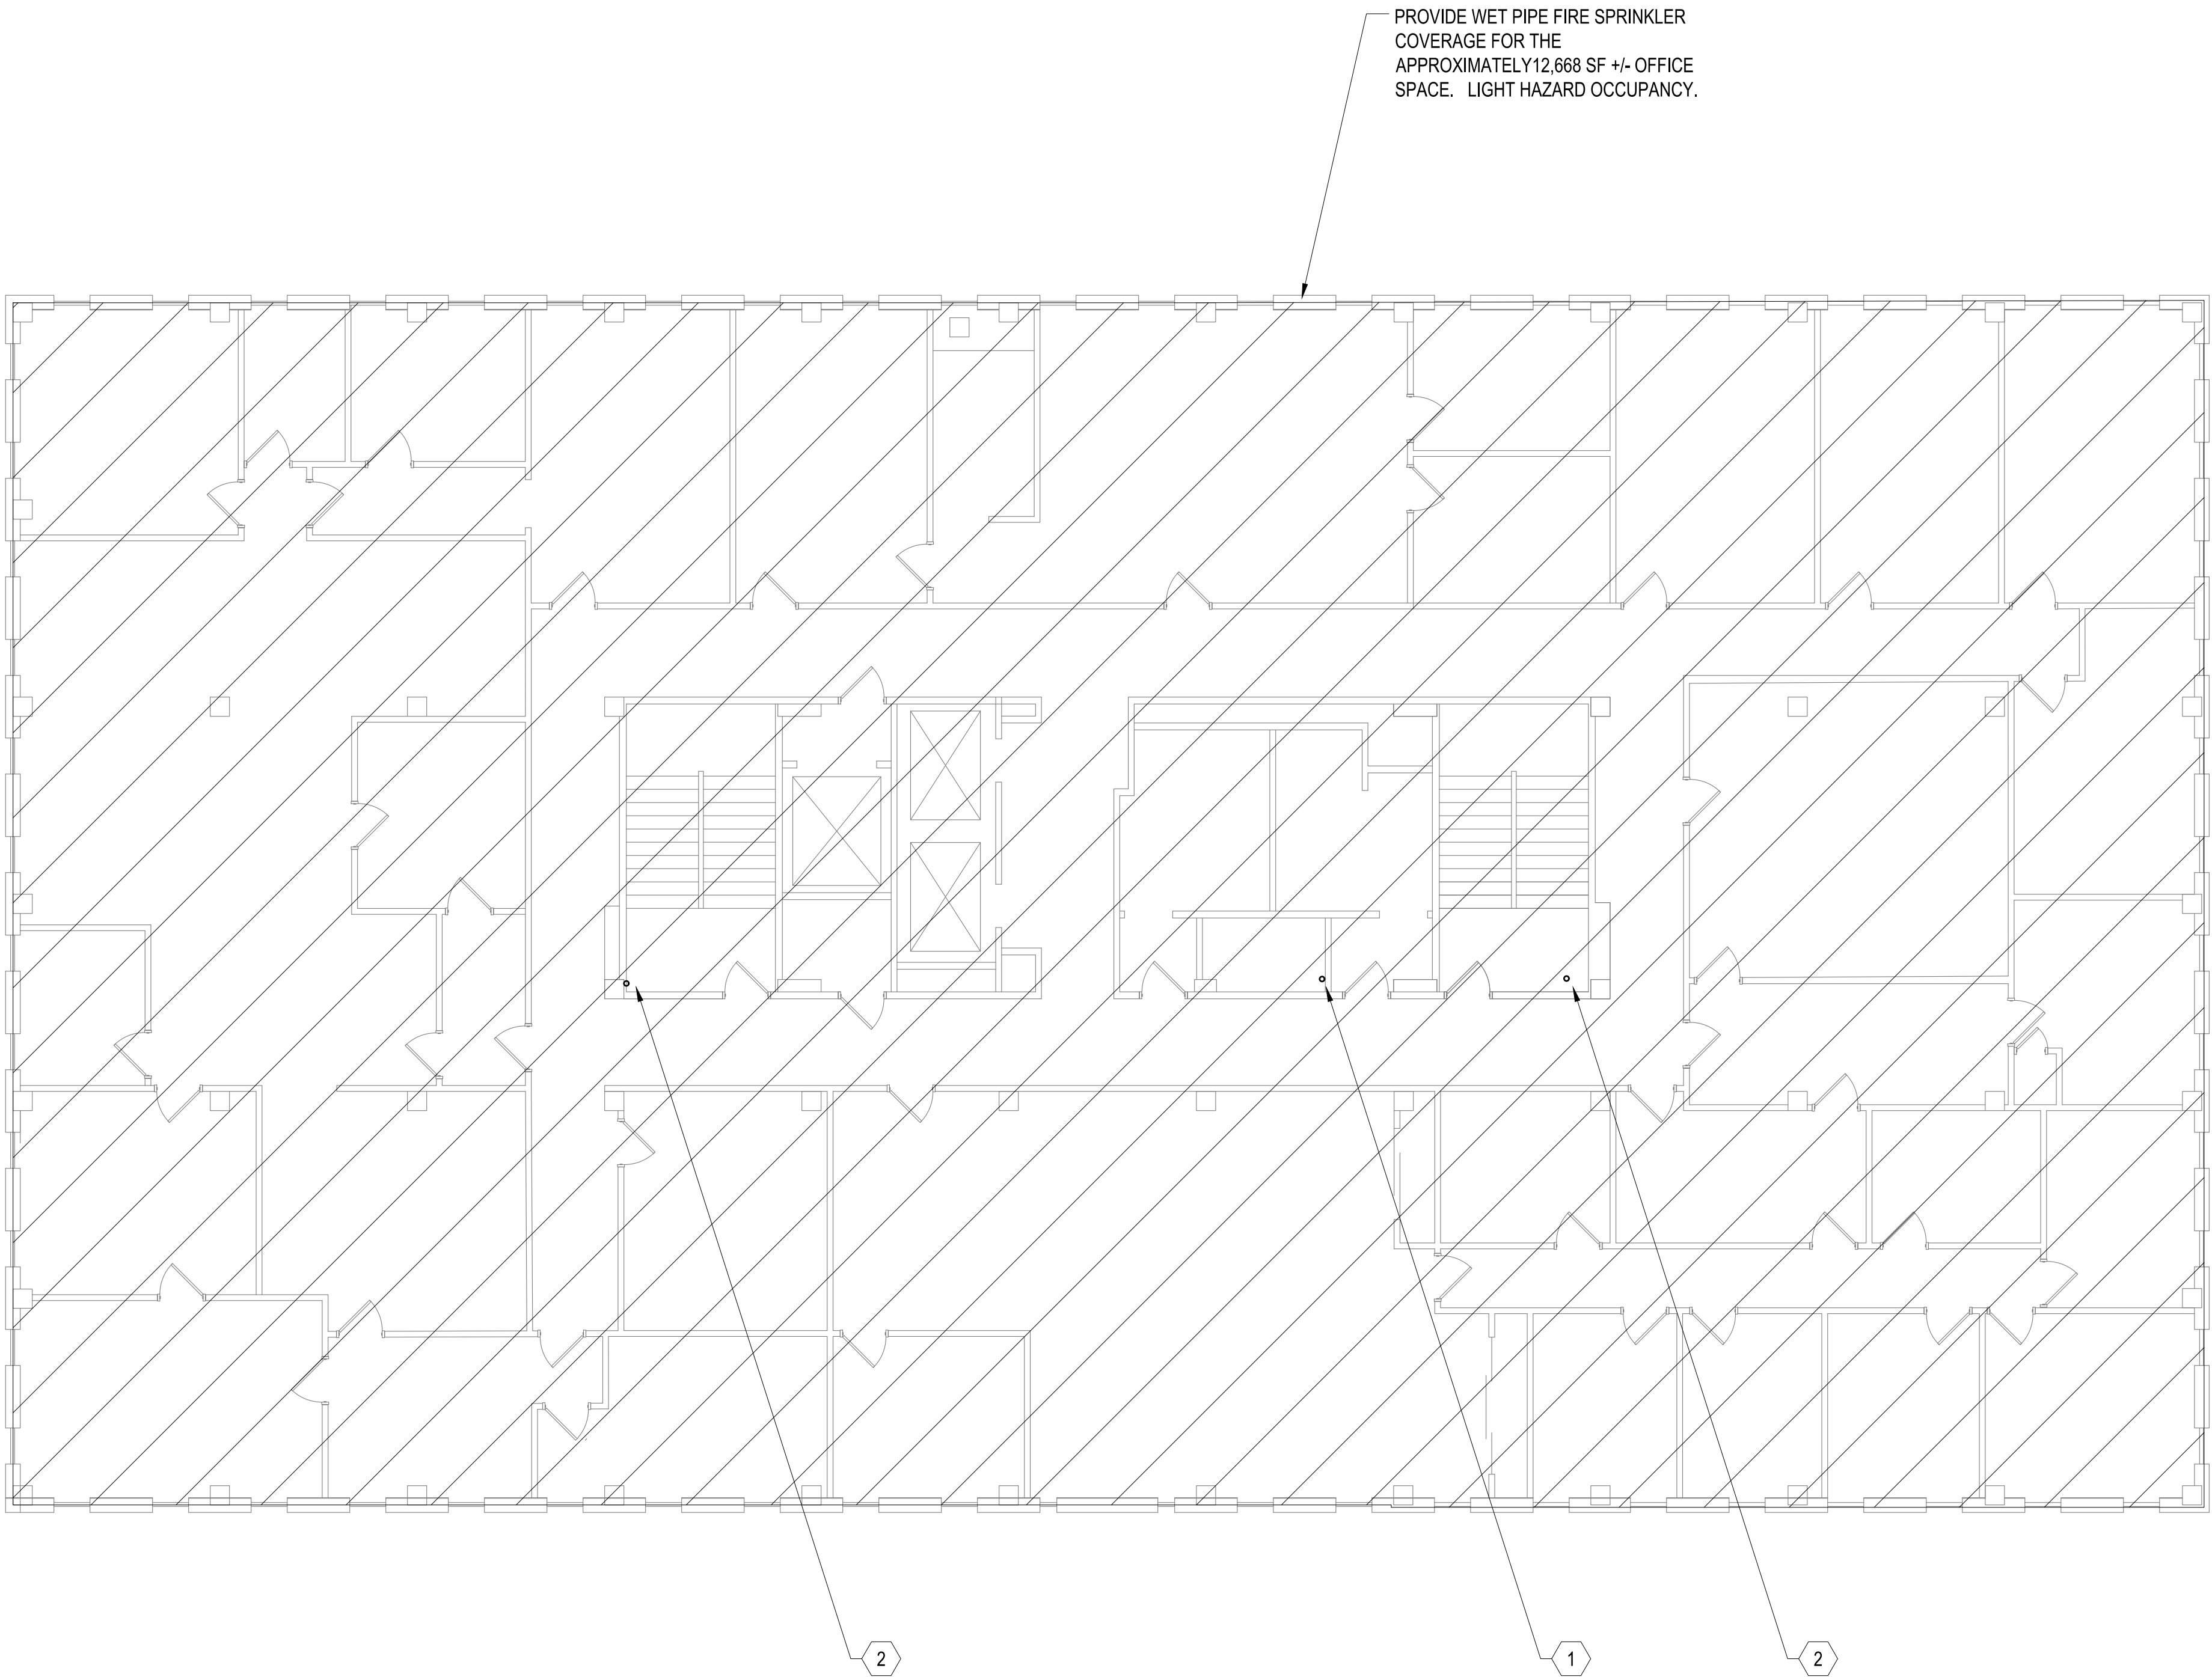 PROVIDE WET PIPE FIRE SPRINKLER
COVERAGE FOR THE
APPROXIMATELY12,668 SF +/- OFFICE
SPACE. LIGHT HAZARD OCCUPANCY.
2
1
2